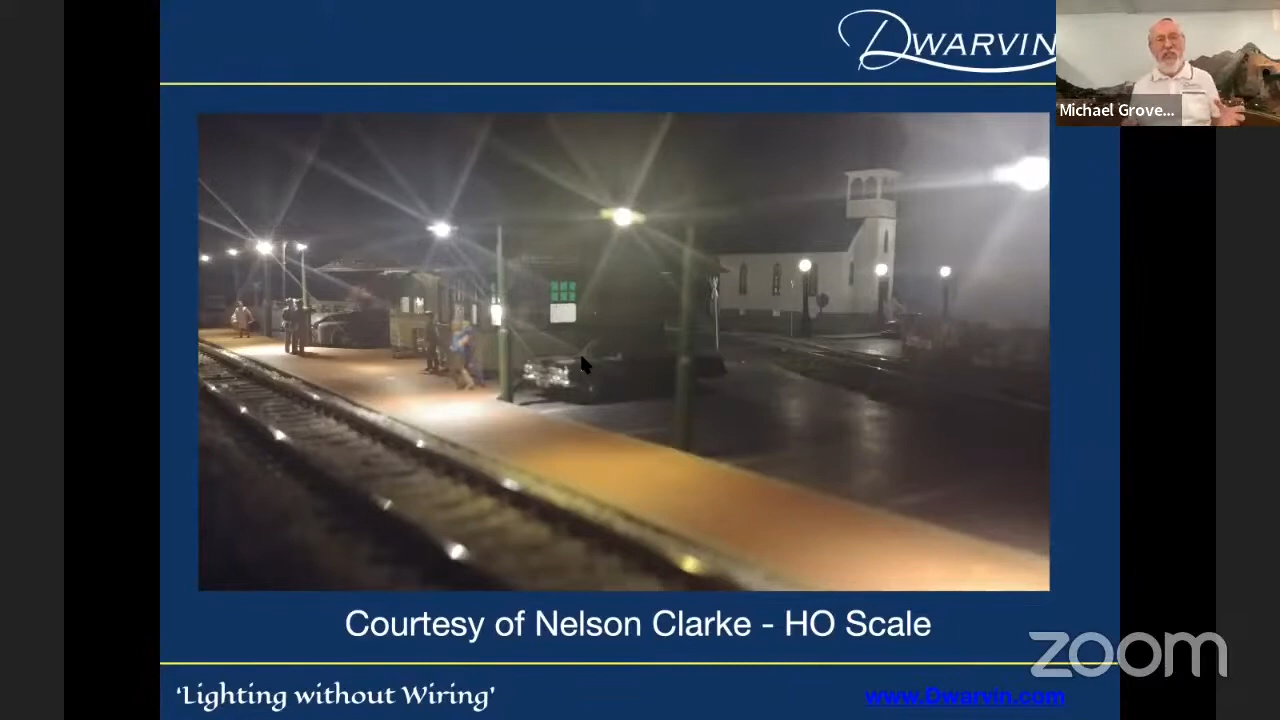 DWARVIN
Michael Grove...
Courtesy of Nelson Clarke - HO Scale
zoom
'Lighting without Wiring'
www.Dwarvin.com